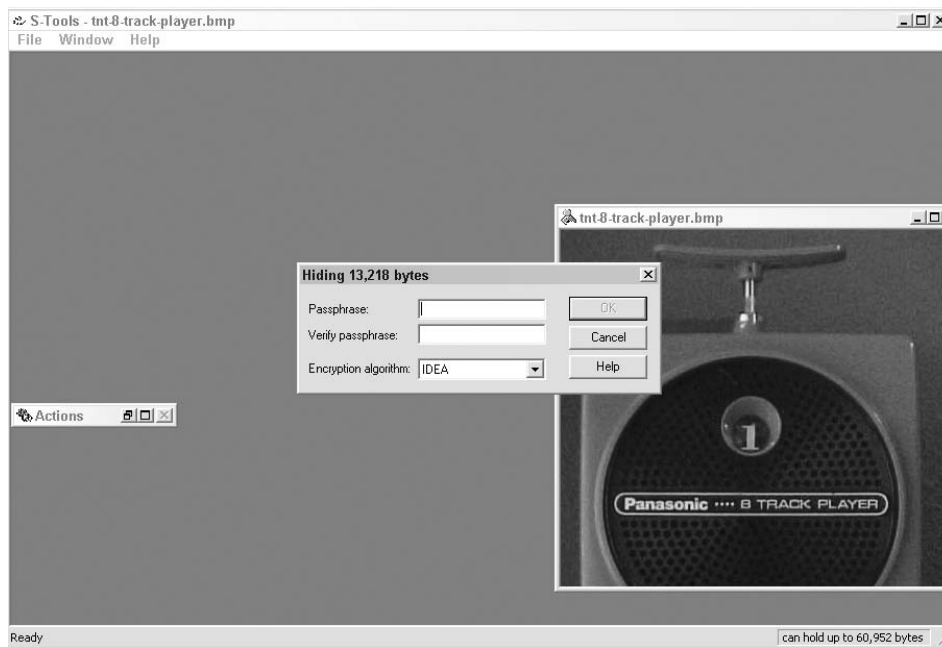 S-Tools - tnt-8-track-player.bmp
File Window Help
tnt-8-track-player.bmp
Hiding 13,218 bytes
Passphrase:
OK
Verify passphrase:
Cancel
Encryption algorithm: IDEA
Help
Actions
1
Panasonic •••• 8 TRACK PLAYER
Ready
can hold up to 60,952 bytes